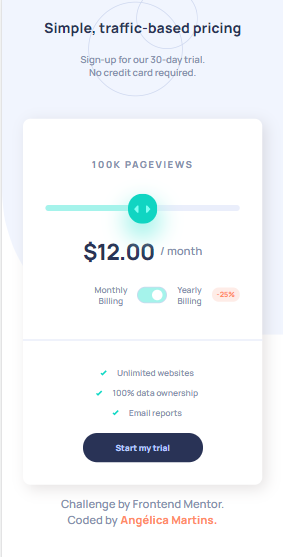 Simple, traffic-based pricing
Sign-up for our 30-day trial.
No credit card required.
100K PAGEVIEWS
$12.00 / month
Monthly Billing
Yearly Billing
-25%
Unlimited websites
100% data ownership
Email reports
Start my trial
Challenge by Frontend Mentor.
Coded by Angélica Martins.